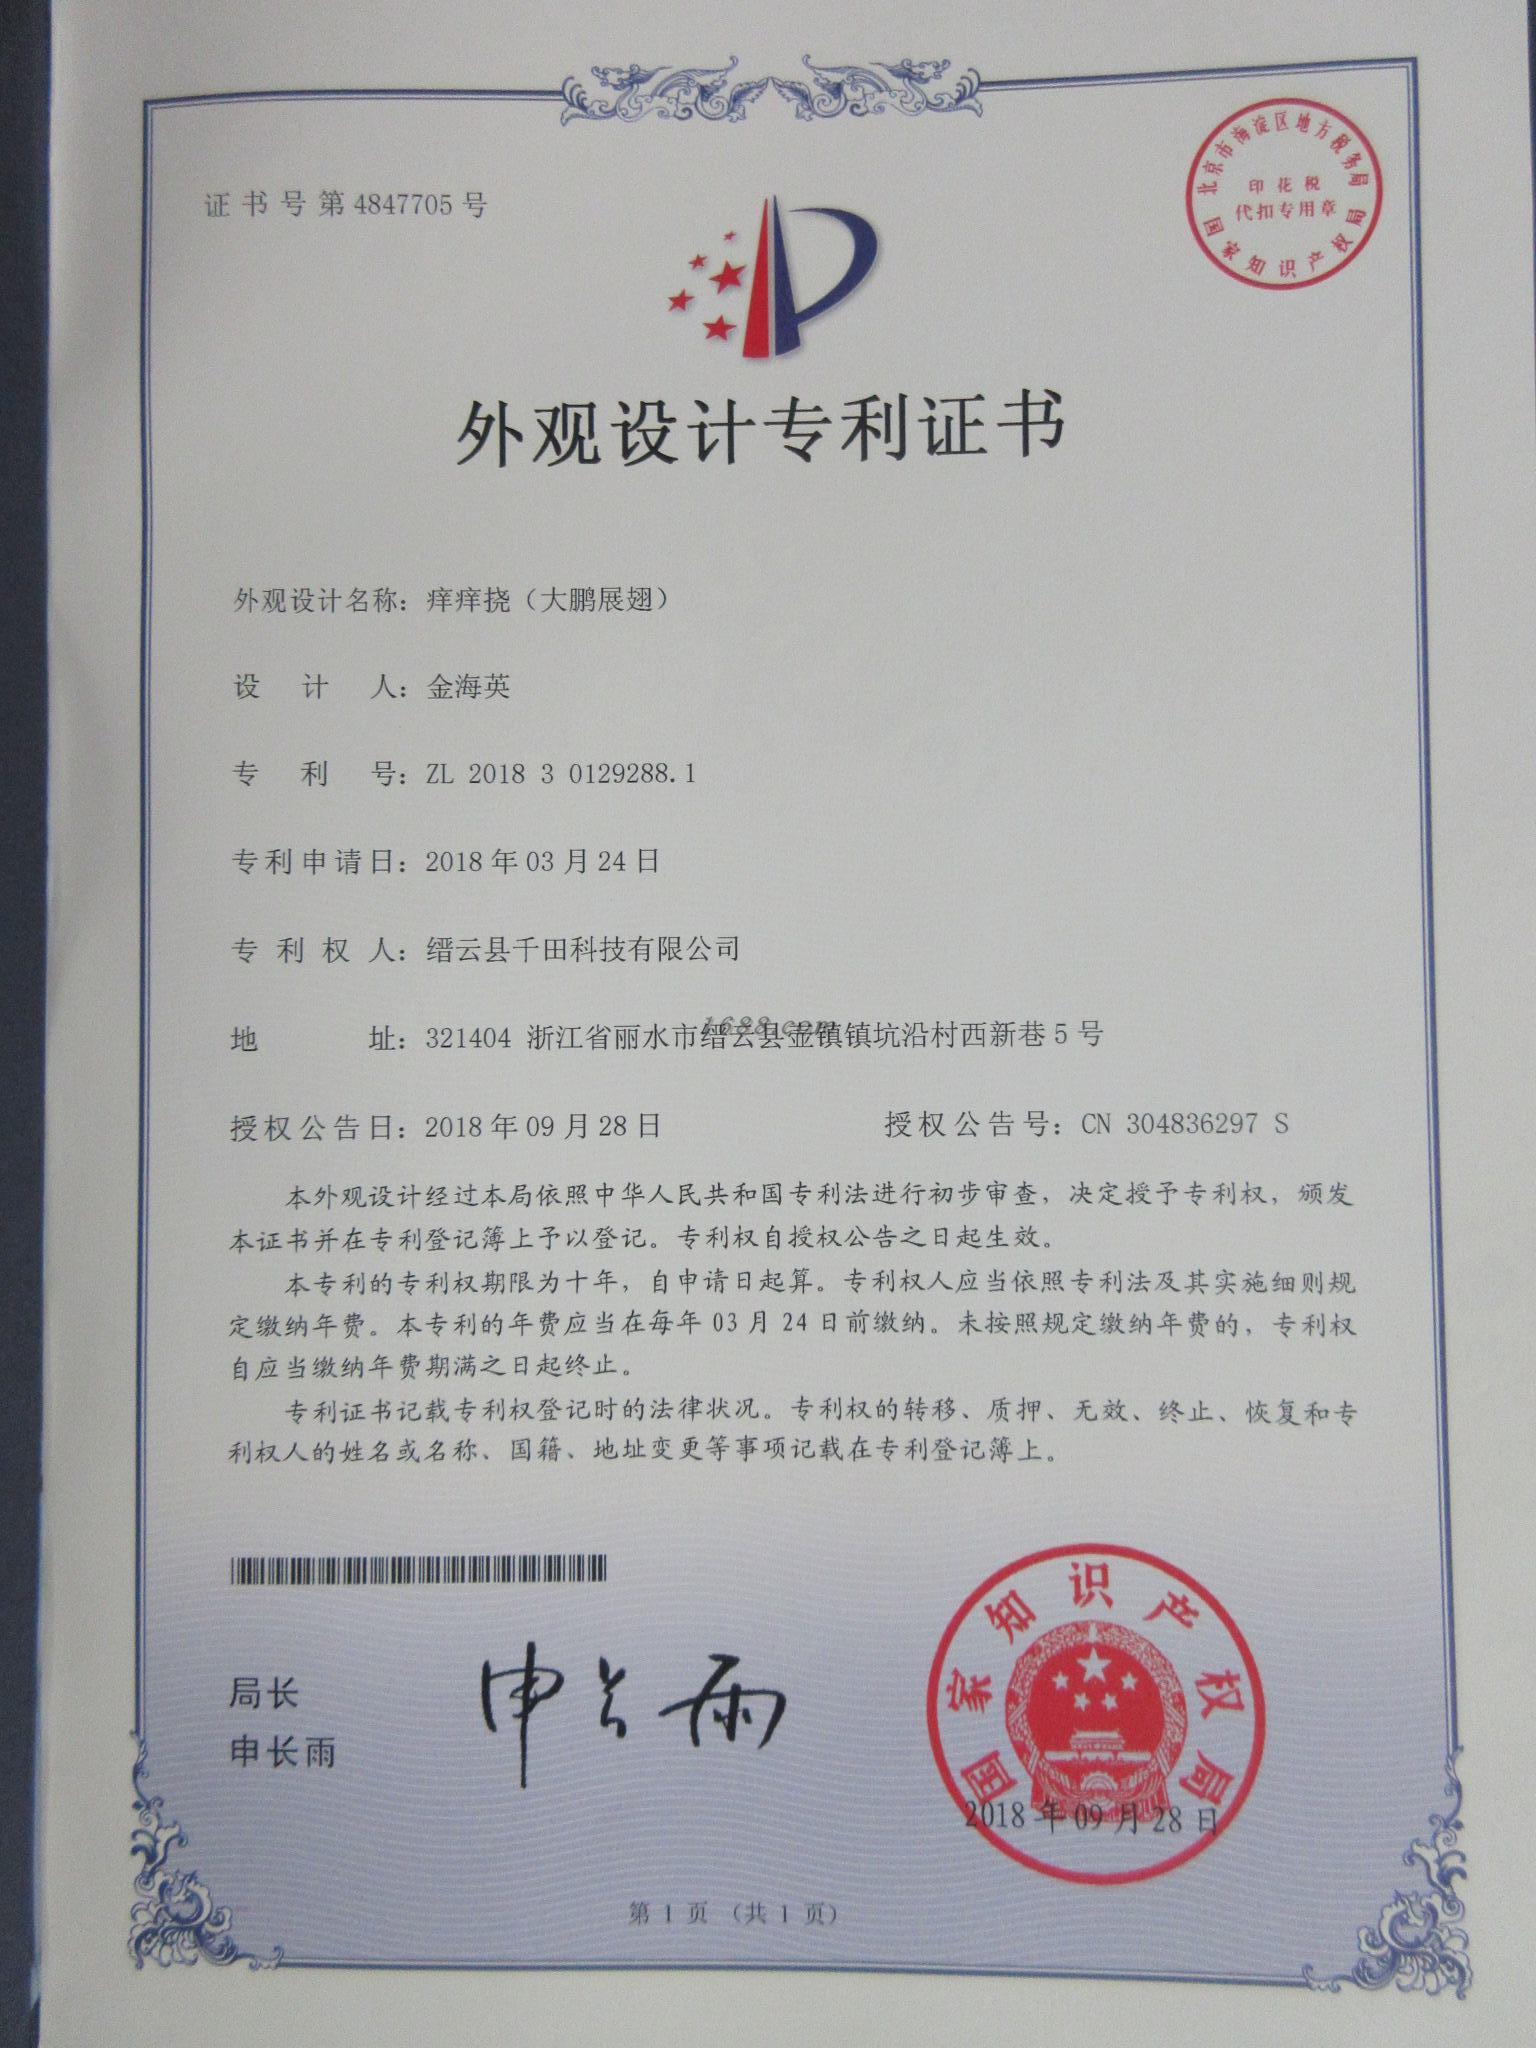 证书号第4847705号
北京市海淀区地方税务局
印花税
代扣专用章
国家知识产权局
外观设计专利证书
外观设计名称：痒痒挠（大鹏展翅）
设计人：金海英
专利号：ZL 2018 3 0129288.1
专利申请日：2018年03月24日
专利权人：缙云县千田科技有限公司
地址：321404 浙江省丽水市缙云县壶镇镇坑沿村西新巷5号
1688.com
授权公告日：2018年09月28日 授权公告号：CN 304836297 S
本外观设计经过本局依照中华人民共和国专利法进行初步审查，决定授予专利权，颁发
本证书并在专利登记簿上予以登记。专利权自授权公告之日起生效。
本专利的专利权期限为十年，自申请日起算。专利权人应当依照专利法及其实施细则规
定缴纳年费。本专利的年费应当在每年03月24日前缴纳。未按照规定缴纳年费的，专利权
自应当缴纳年费期满之日起终止。
专利证书记载专利权登记时的法律状况。专利权的转移、质押、无效、终止、恢复和专
利权人的姓名或名称、国籍、地址变更等事项记载在专利登记簿上。
局长
申长雨
申长雨
国家知识产权局
2018年09月28日
第1页（共1页）